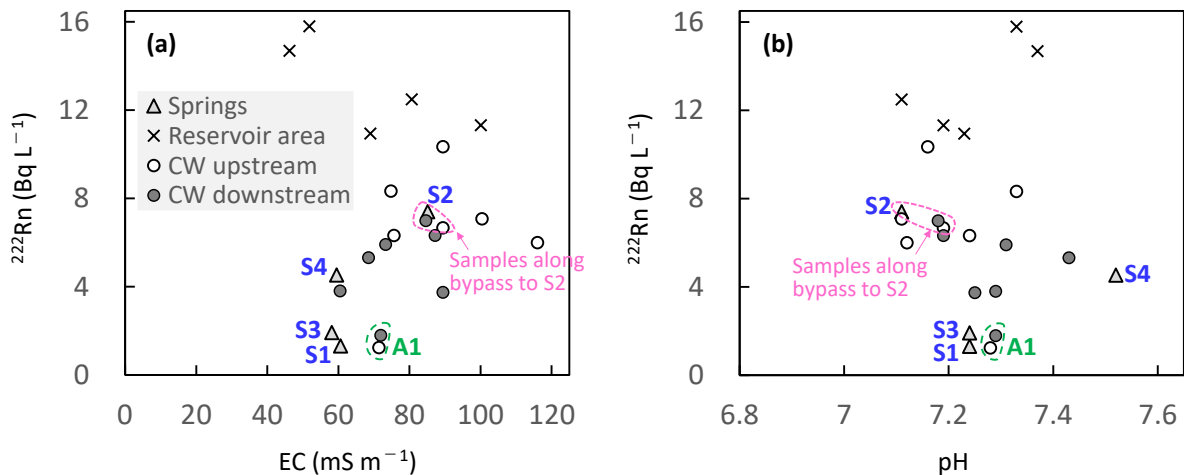 16
12
8
4
0
²²²Rn (Bq L⁻¹)
(a)
Springs
Reservoir area
CW upstream
CW downstream
S2
S4
S3
S1
A1
Samples along
bypass to S2
0 20 40 60 80 100 120
EC (mS m⁻¹)
16
12
8
4
0
²²²Rn (Bq L⁻¹)
(b)
S2
Samples along
bypass to S2
S4
S3
S1
A1
6.8 7 7.2 7.4 7.6
pH